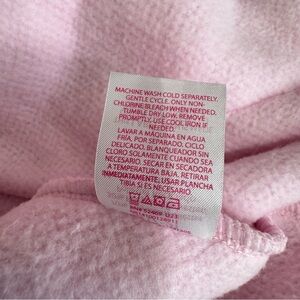 MACHINE WASH COLD SEPARATELY,
GENTLE CYCLE. ONLY NON-
CHLORINE BLEACH WHEN NEEDED.
TUMBLE DRY LOW. REMOVE
PROMPTLY. USE COOL IRON IF
NEEDED.
LAVAR A MÁQUINA EN AGUA
FRÍA, POR SEPARADO. CICLO
DELICADO. BLANQUEADOR SIN
CLORO SOLAMENTE CUANDO SEA
NECESARIO. SECAR EN SECADORA
A TEMPERATURA BAJA. RETIRAR
INMEDIATAMENTE. USAR PLANCHA
TIBIA SI ES NECESARIO.